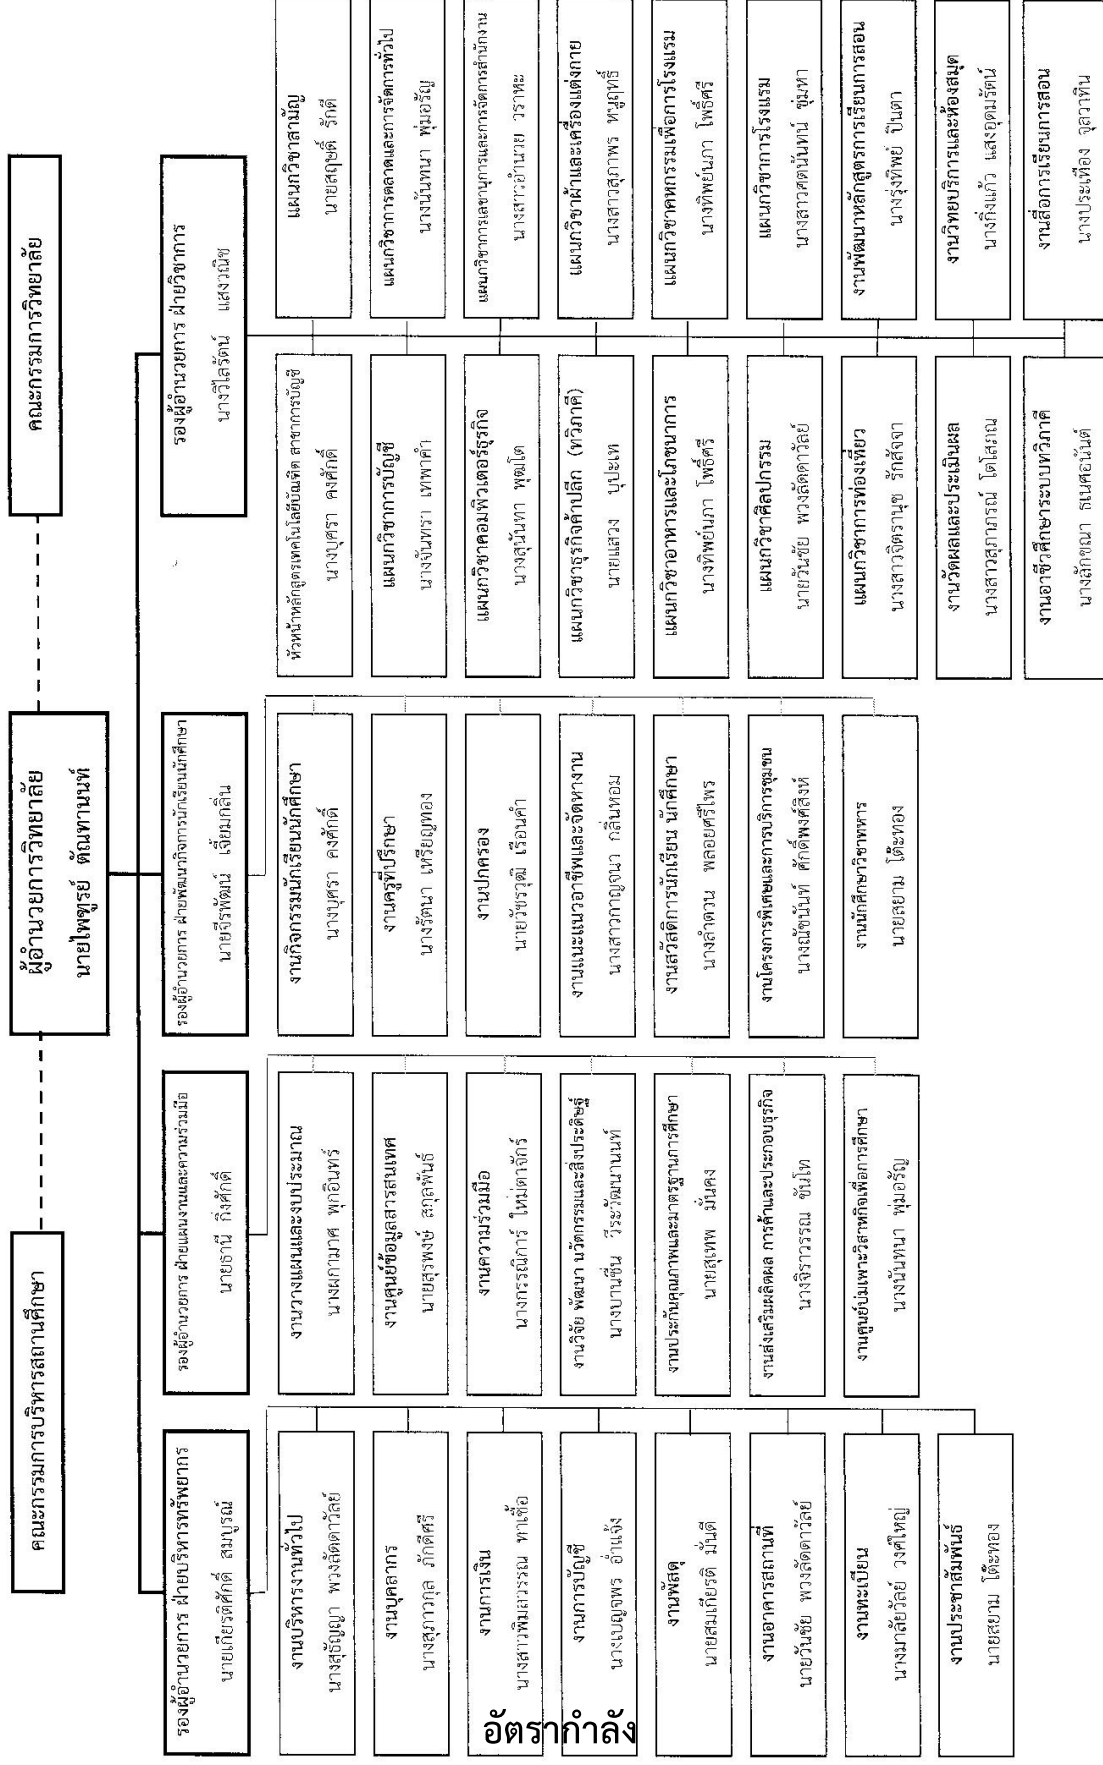 คณะกรรมการบริหารสถานศึกษา
ผู้อำนวยการวิทยาลัย
นายไพฑูรย์ ตัณฑานนท์
คณะกรรมการวิทยาลัย
รองผู้อำนวยการ ฝ่ายบริหารทรัพยากร
นายเกียรติศักดิ์ สมบูรณ์
งานบริหารงานทั่วไป
นางสุธัญญา พวงลัดดาวัลย์
งานบุคลากร
นางสุภาวกุล ภักดีศรี
งานการเงิน
นางสาวพิมลวรรณ ทาเชื้อ
งานการบัญชี
นางเบญจพร อ่ำแจ้ง
งานพัสดุ
นายสมเกียรติ มั่นดี
งานอาคารสถานที่
นายวันชัย พวงลัดดาวัลย์
งานทะเบียน
นางมาลัยวัลย์ วงศ์ใหญ่
งานประชาสัมพันธ์
นายสยาม โต๊ะทอง
รองผู้อำนวยการ ฝ่ายแผนงานและความร่วมมือ
นายธานี กิ่งศักดิ์
งานวางแผนและงบประมาณ
นางผกามาศ พุกอินทร์
งานศูนย์ข้อมูลสารสนเทศ
นายสุรพงษ์ สกุลพันธ์
งานความร่วมมือ
นางกรรณิการ์ ใหม่ตาจักร์
งานวิจัย พัฒนา นวัตกรรมและสิ่งประดิษฐ์
นางบานชื่น วีระวัฒนานนท์
งานประกันคุณภาพและมาตรฐานการศึกษา
นายสุเทพ มั่นคง
งานส่งเสริมผลิตผล การค้าและประกอบธุรกิจ
นางจิราวรรณ ขันโท
งานศูนย์บ่มเพาะวิสาหกิจเพื่อการศึกษา
นางนันทนา พุ่มอรัญ
รองผู้อำนวยการ ฝ่ายพัฒนากิจการนักเรียนนักศึกษา
นายจีรพัฒน์ เจี่ยมกลิ่น
งานกิจกรรมนักเรียนนักศึกษา
นางบุศรา คงศักดิ์
งานครูที่ปรึกษา
นางรัตนา เหรียญทอง
งานปกครอง
นายวัชรวุฒิ เรือนคำ
งานแนะแนวอาชีพและจัดหางาน
นางสาวกาญจนา กลิ่นหอม
งานสวัสดิการนักเรียน นักศึกษา
นางลำดวน พลอยศรีไพร
งานโครงการพิเศษและการบริการชุมชน
นางณัชนันท์ ศักดิ์พงศ์สิงห์
งานนักศึกษาวิชาทหาร
นายสยาม โต๊ะทอง
รองผู้อำนวยการ ฝ่ายวิชาการ
นางวิไลรัตน์ แสงวณิช
หัวหน้าหลักสูตรเทคโนโลยีบัณฑิต สาขาการบัญชี
นางบุศรา คงศักดิ์
แผนกวิชาการบัญชี
นางจันทรา เทพาคำ
แผนกวิชาคอมพิวเตอร์ธุรกิจ
นางสุนันทา พุฒโต
แผนกวิชาธุรกิจค้าปลีก (ทวิภาคี)
นายแสวง บุปะเท
แผนกวิชาอาหารและโภชนาการ
นางทิพย์นภา โพธิ์ศรี
แผนกวิชาศิลปกรรม
นายวันชัย พวงลัดดาวัลย์
แผนกวิชาการท่องเที่ยว
นางสาวจิตรานุช รักสัจจา
งานวัดผลและประเมินผล
นางสาวสุภาภรณ์ โตโสภณ
งานอาชีวศึกษาระบบทวิภาคี
นางลักขณา ธเนศอนันต์
แผนกวิชาสามัญ
นายสฤษดิ์ รักดี
แผนกวิชาการตลาดและการจัดการทั่วไป
นางนันทนา พุ่มอรัญ
แผนกวิชาการเลขานุการและการจัดการสำนักงาน
นางสาวอำนวย วราหะ
แผนกวิชาผ้าและเครื่องแต่งกาย
นางสาวสุภาพร หนูฤทธิ์
แผนกวิชาคหกรรมเพื่อการโรงแรม
นางทิพย์นภา โพธิ์ศรี
แผนกวิชาการโรงแรม
นางสาวศตนันทน์ ชุ่มหา
งานพัฒนาหลักสูตรการเรียนการสอน
นางรุ่งทิพย์ ปินตา
งานวิทยบริการและห้องสมุด
นางกิ่งแก้ว แสงอุดมรัตน์
งานสื่อการเรียนการสอน
นางประเทือง จุลวาทิน
อัตรากำลัง